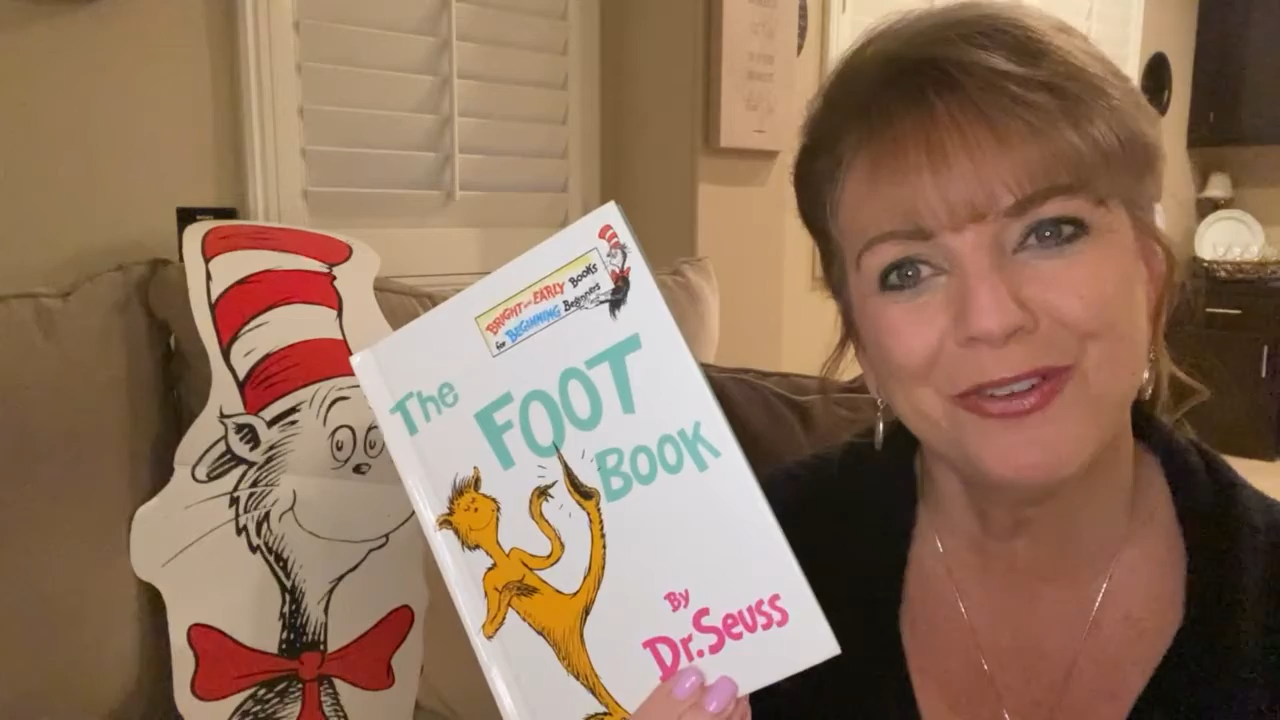 BRIGHT and EARLY BOOKS
for BEGINNING Beginners
The
FOOT
BOOK
By
Dr. Seuss